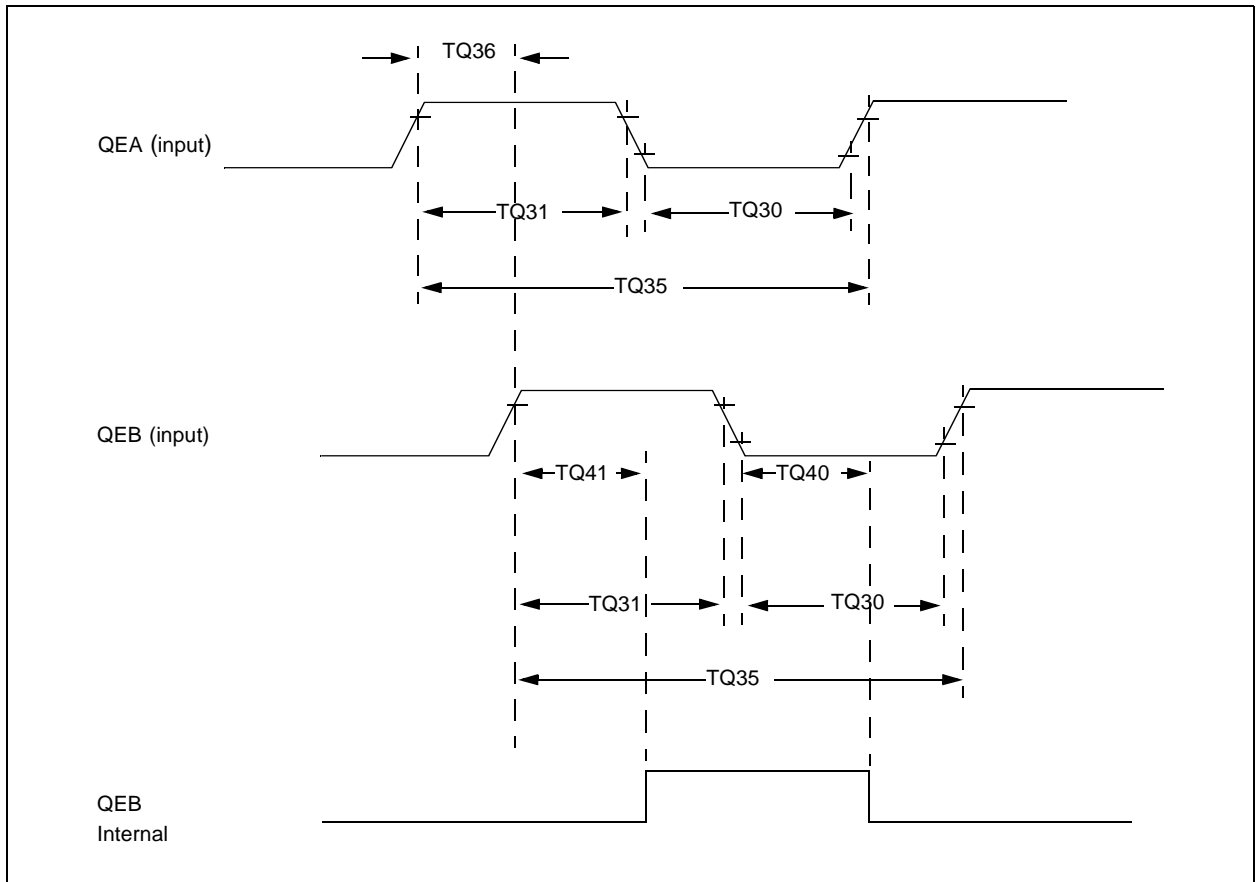 TQ36
QEA (input)
TQ31
TQ30
TQ35
QEB (input)
TQ41
TQ40
TQ31
TQ30
TQ35
QEB
Internal